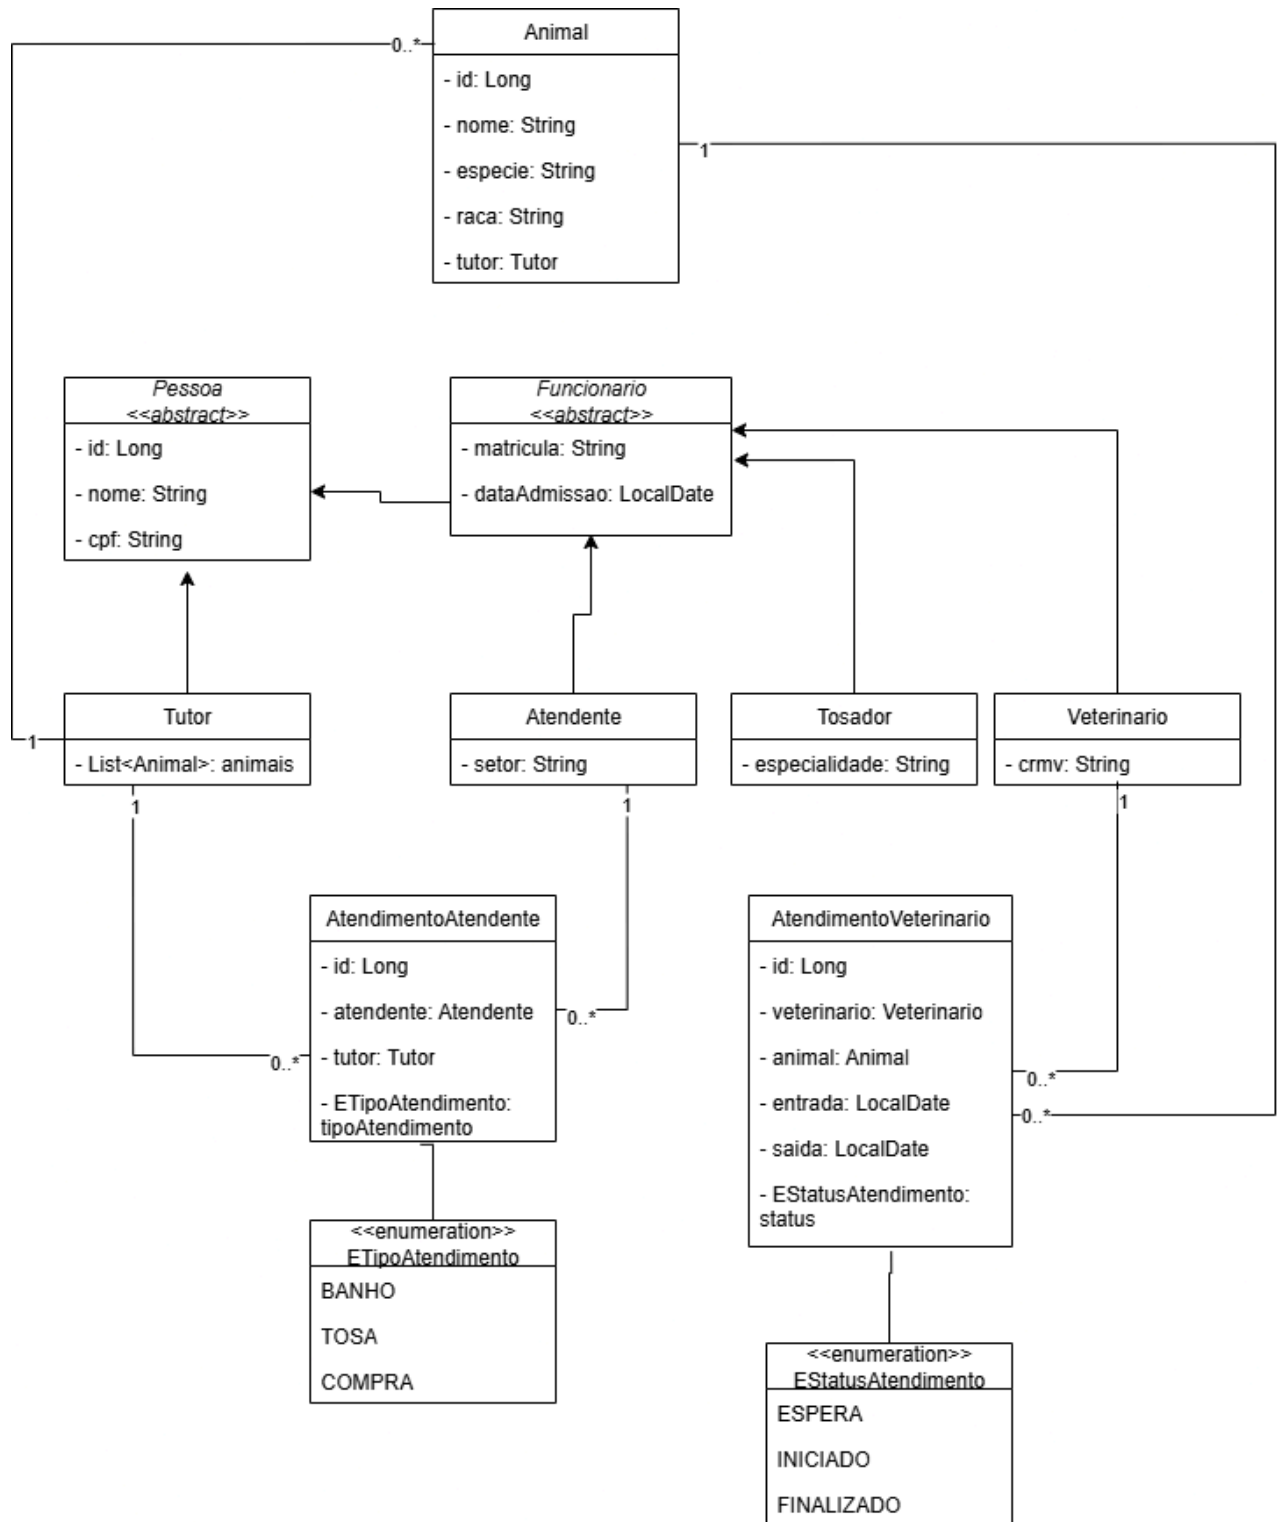 Animal
0..*
- id: Long
- nome: String
- especie: String
- raca: String
- tutor: Tutor
1
Pessoa
<<abstract>>
- id: Long
- nome: String
- cpf: String
Funcionario
<<abstract>>
- matricula: String
- dataAdmissao: LocalDate
Tutor
- List<Animal>: animais
1
1
Atendente
- setor: String
1
Tosador
- especialidade: String
Veterinario
- crmv: String
1
AtendimentoAtendente
- id: Long
- atendente: Atendente
- tutor: Tutor
- ETipoAtendimento:
tipoAtendimento
0..*
0..*
AtendimentoVeterinario
- id: Long
- veterinario: Veterinario
- animal: Animal
- entrada: LocalDate
- saida: LocalDate
- EStatusAtendimento:
status
0..*
0..*
<<enumeration>>
ETipoAtendimento
BANHO
TOSA
COMPRA
<<enumeration>>
EStatusAtendimento
ESPERA
INICIADO
FINALIZADO